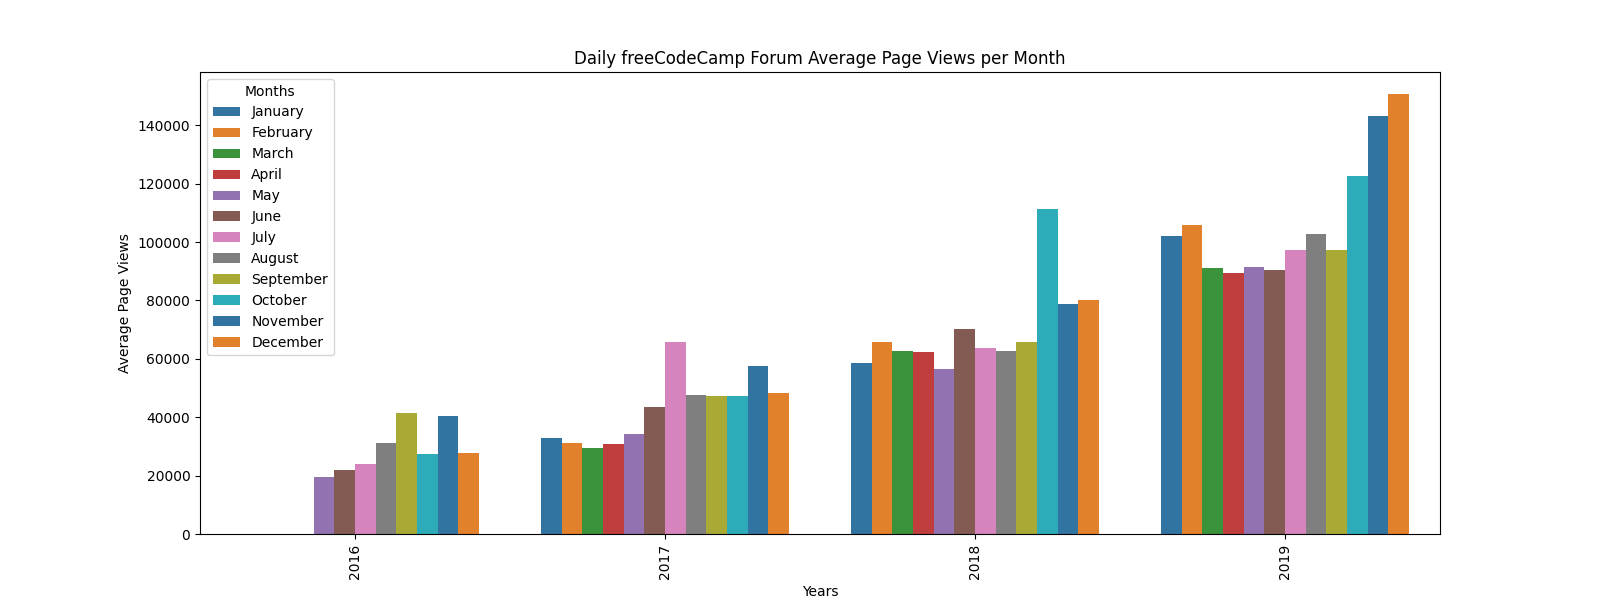 Daily freeCodeCamp Forum Average Page Views per Month
Months
January
February
March
April
May
June
July
August
September
October
November
December
Average Page Views
140000
120000
100000
80000
60000
40000
20000
0
2016
2017
2018
2019
Years